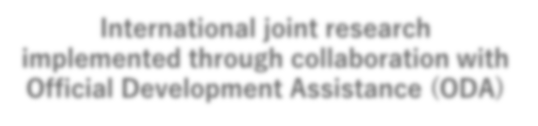 International joint research
implemented through collaboration with
Official Development Assistance (ODA)